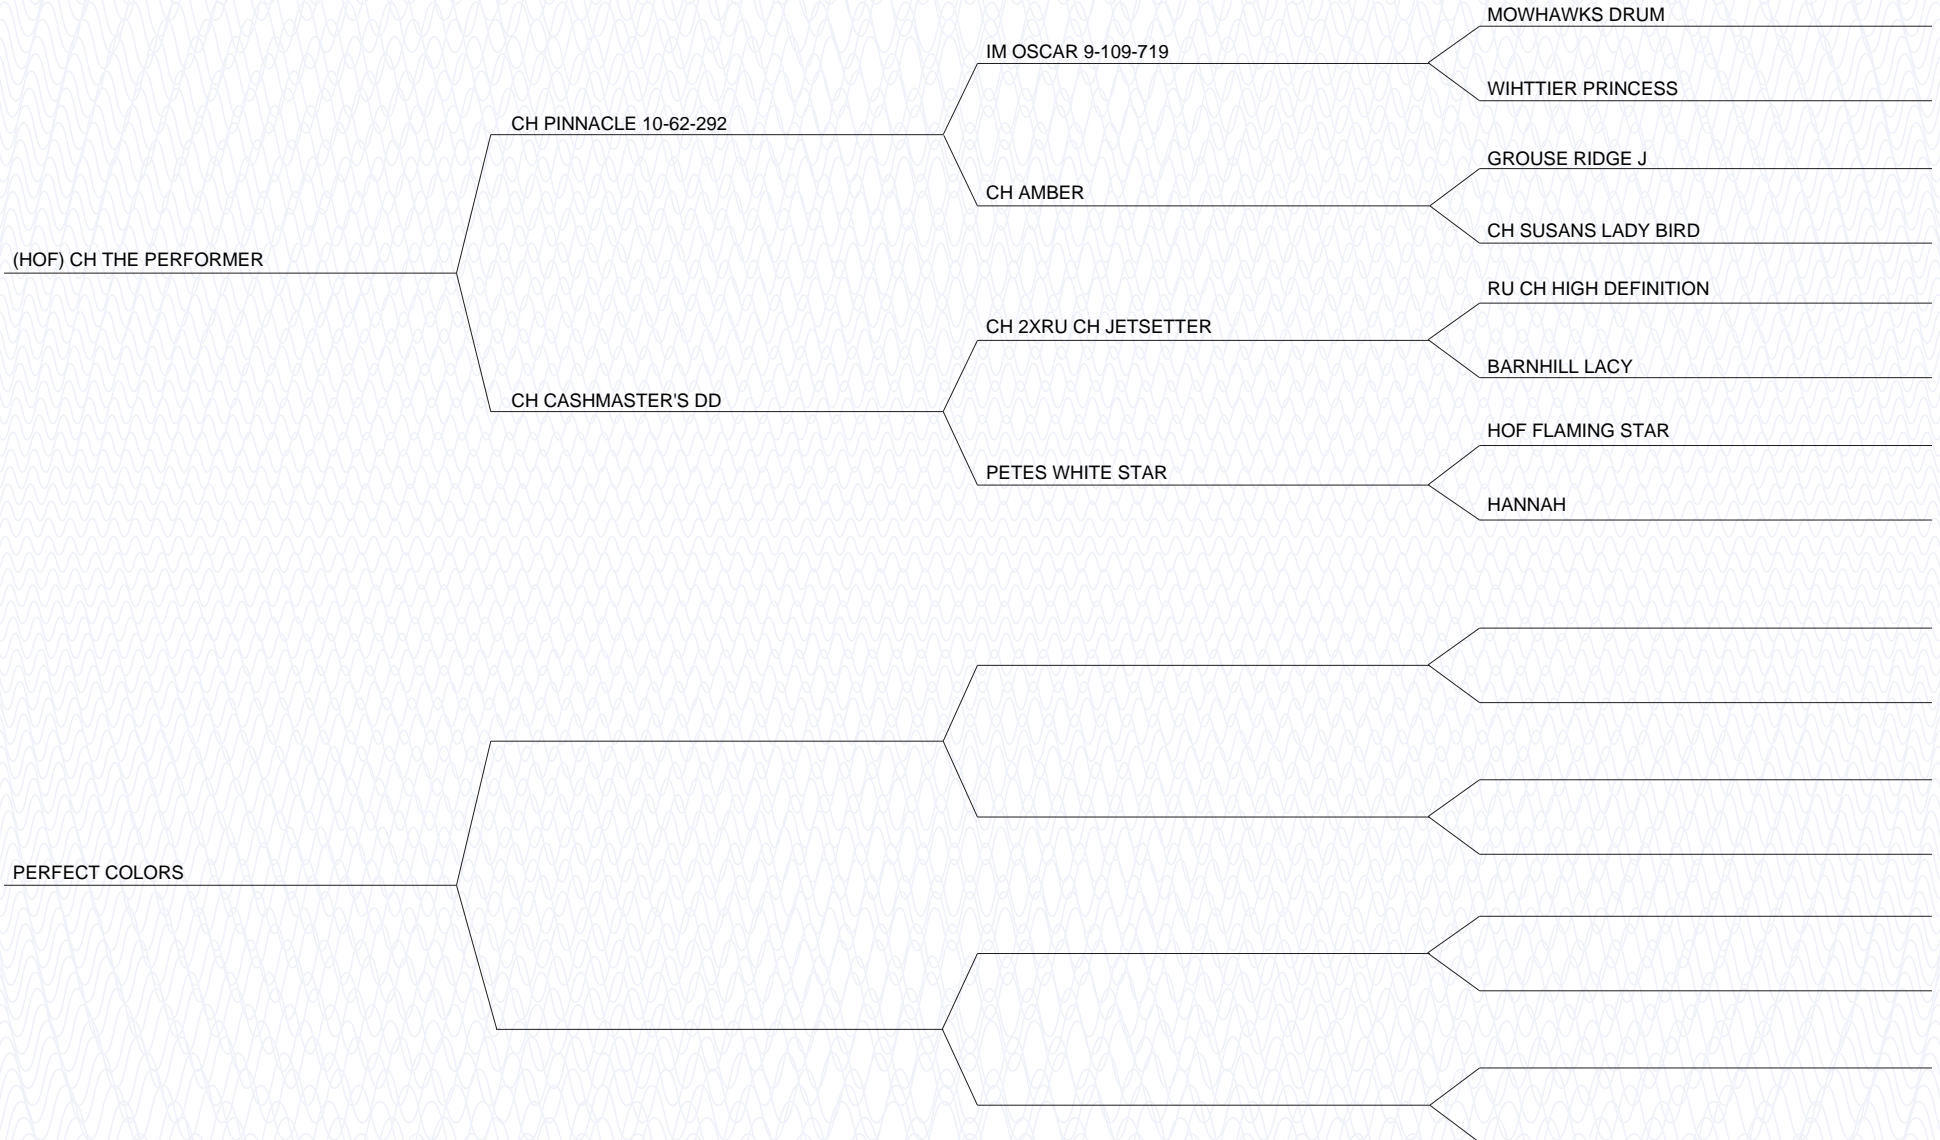 MOWHAWKS DRUM
IM OSCAR 9-109-719
WIHTTIER PRINCESS
CH PINNACLE 10-62-292
GROUSE RIDGE J
CH AMBER
CH SUSANS LADY BIRD
(HOF) CH THE PERFORMER
RU CH HIGH DEFINITION
CH 2XRU CH JETSETTER
BARNHILL LACY
CH CASHMASTER'S DD
HOF FLAMING STAR
PETES WHITE STAR
HANNAH
PERFECT COLORS